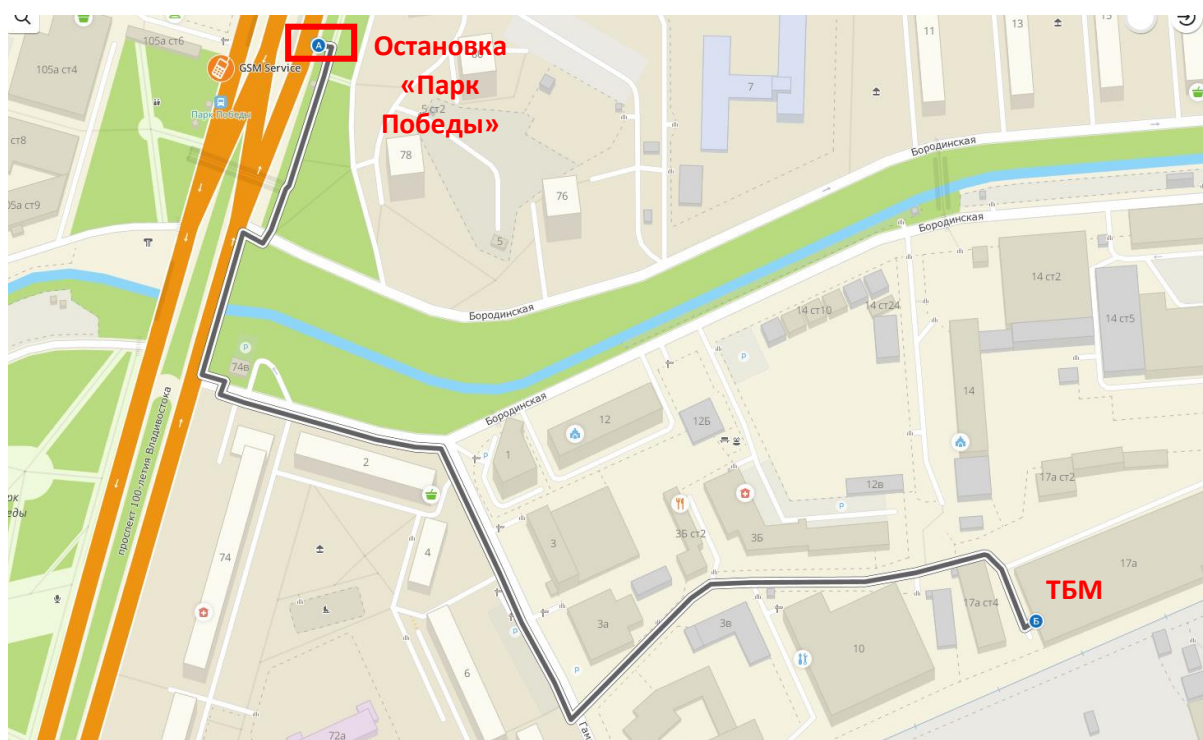 105а ст6
105а ст4
GSM Service
А
Остановка
«Парк
Победы»
80
5 ст2
7
11
13
15
Парк Победы
ст8
78
76
Бородинская
05а ст9
5
Бородинская
14 ст2
Бородинская
14 ст10
14 ст24
14 ст5
P
74в
P
14
Бородинская
12
12Б
1
P
2
проспект 100-летия Владивостока
17а ст2
12в
P
74
4
3
3Б ст2
3Б
17а
ТБМ
17а ст4
Б
3а
3в
P
P
6
10
72а
Гам